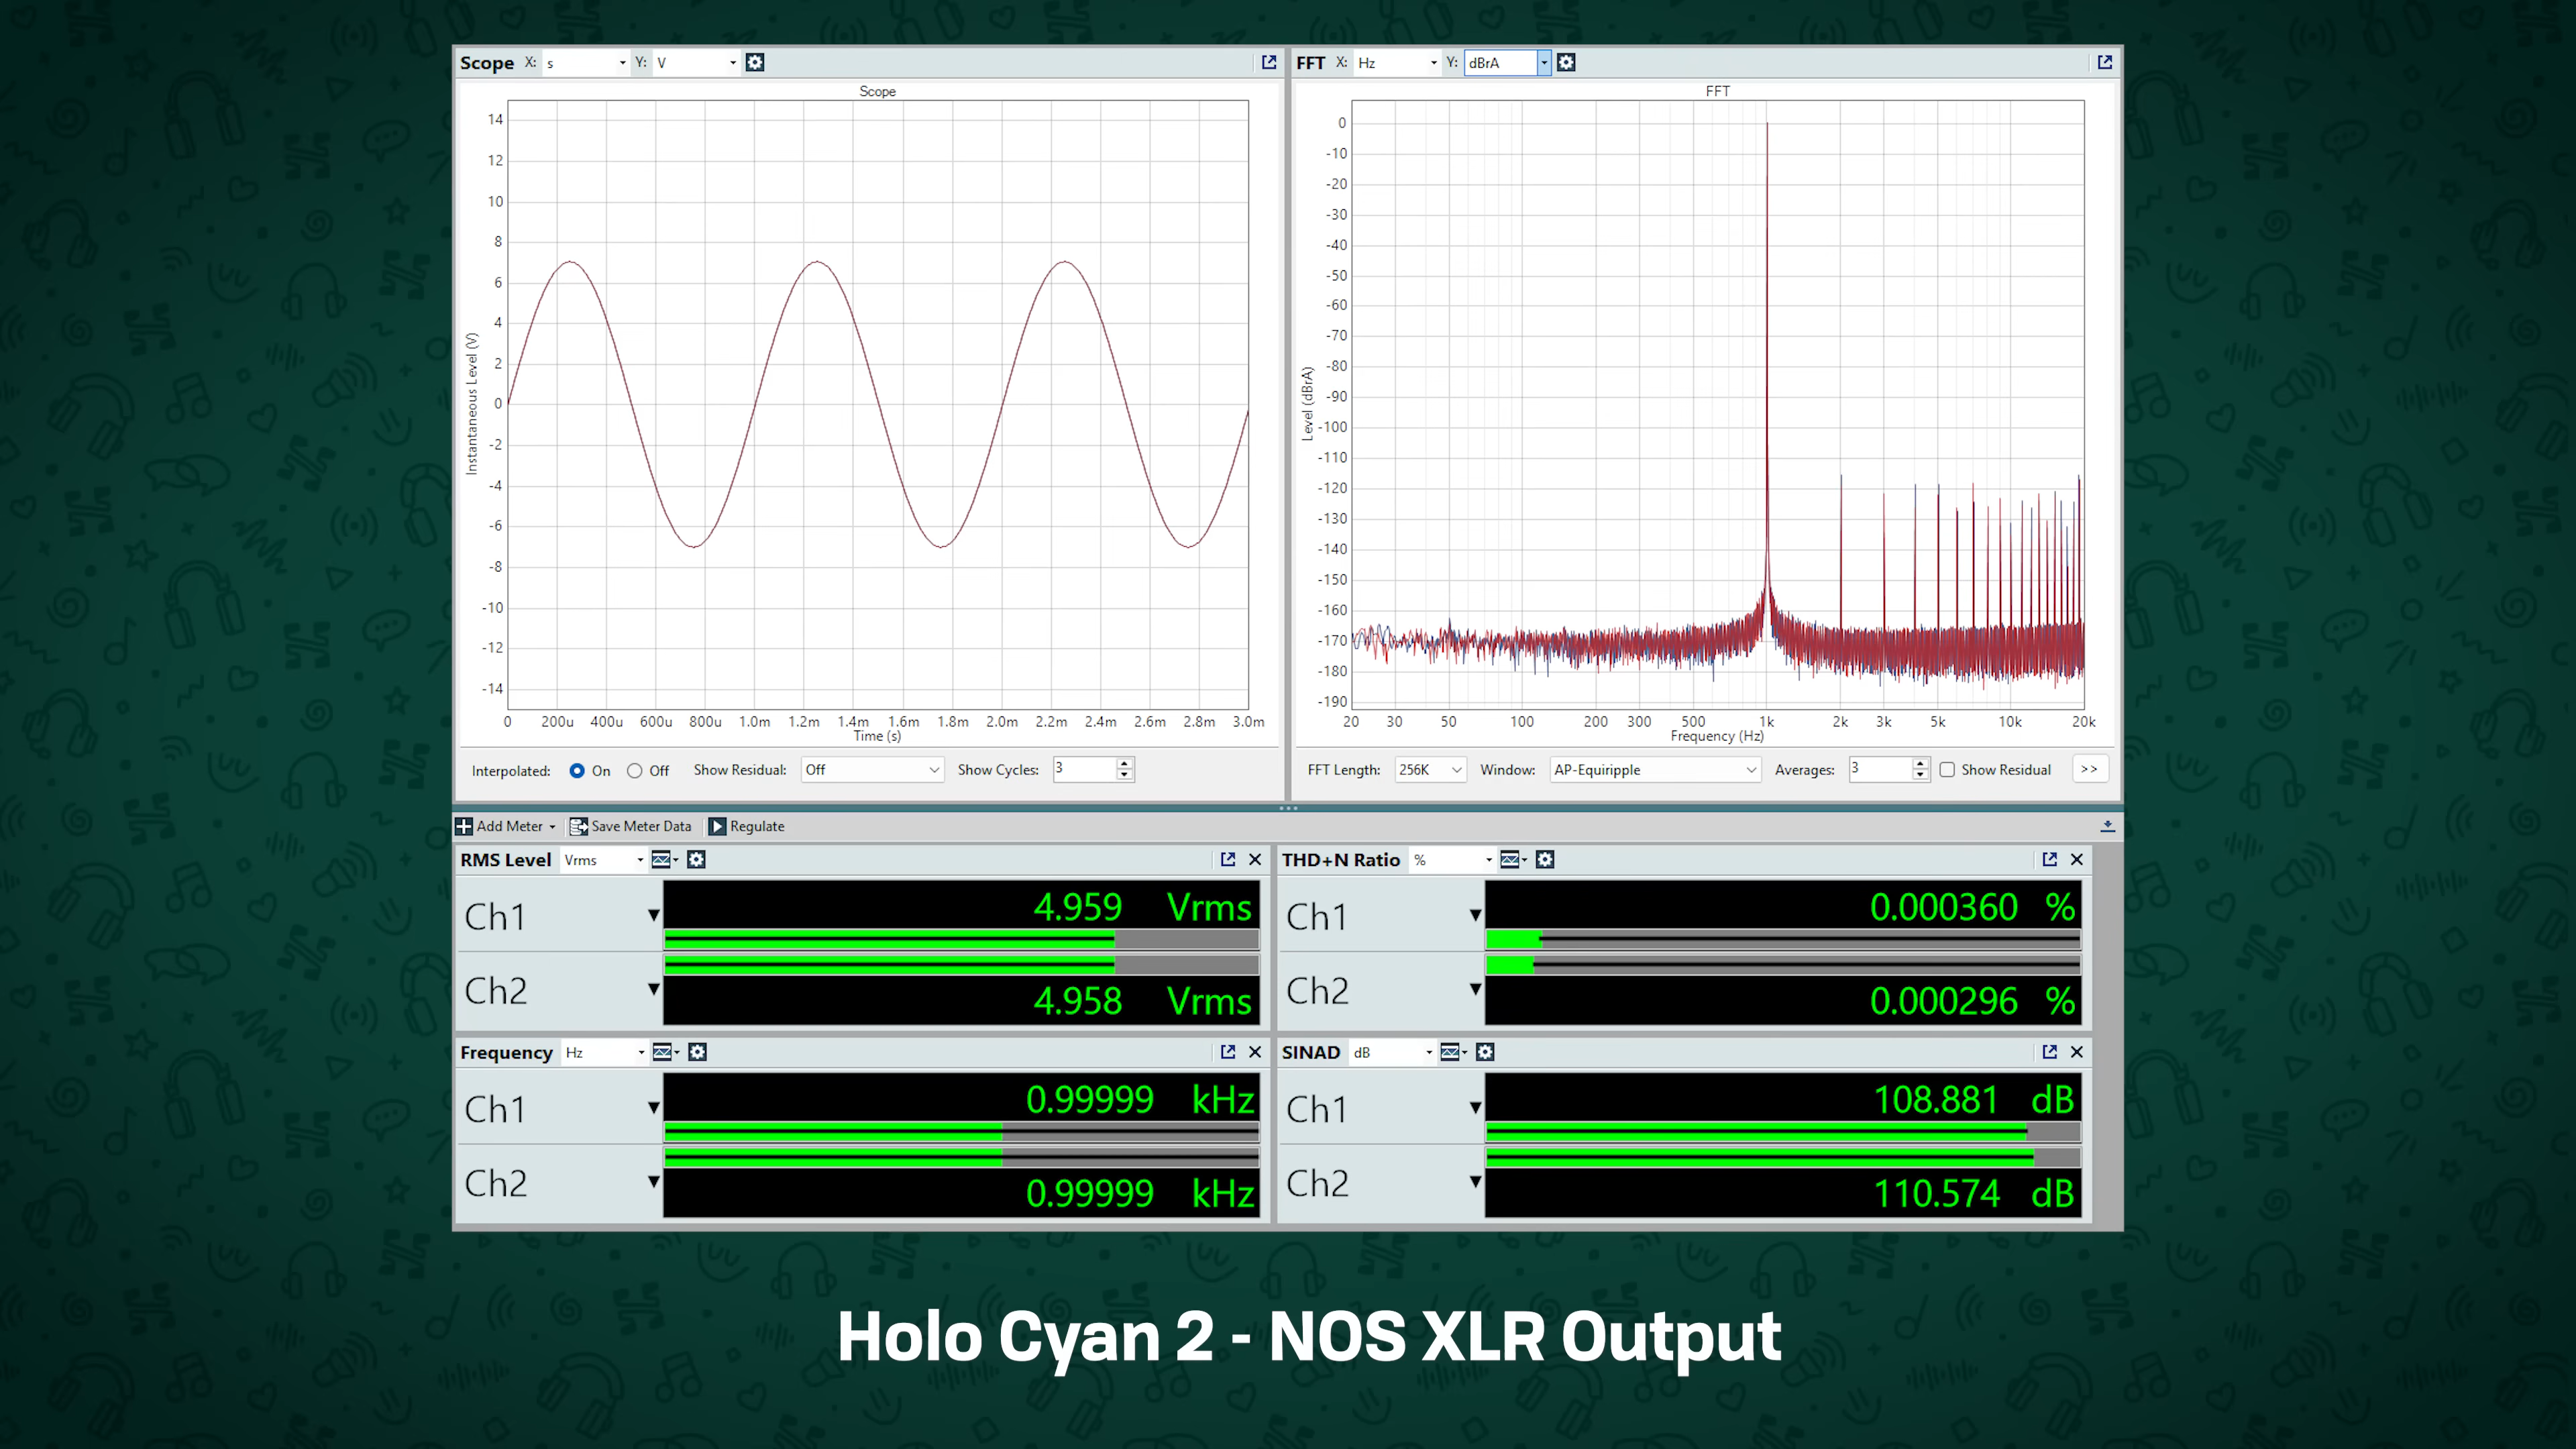 Scope X: s Y: V
FFT X: Hz Y: dBrA
Scope
14
12
10
8
6
4
2
0
-2
-4
-6
-8
-10
-12
-14
Instantaneous Level (V)
0 200u 400u 600u 800u 1.0m 1.2m 1.4m 1.6m 1.8m 2.0m 2.2m 2.4m 2.6m 2.8m 3.0m
Time (s)
Interpolated: On Off Show Residual: Off Show Cycles: 3
FFT
0
-10
-20
-30
-40
-50
-60
-70
-80
-90
-100
-110
-120
-130
-140
-150
-160
-170
-180
-190
Level (dBrA)
20 30 50 100 200 300 500 1k 2k 3k 5k 10k 20k
Frequency (Hz)
FFT Length: 256K Window: AP-Equiripple Averages: 3 Show Residual >>
Add Meter Save Meter Data Regulate
RMS Level Vrms
Ch1 4.959 Vrms
Ch2 4.958 Vrms
THD+N Ratio %
Ch1 0.000360 %
Ch2 0.000296 %
Frequency Hz
Ch1 0.99999 kHz
Ch2 0.99999 kHz
SINAD dB
Ch1 108.881 dB
Ch2 110.574 dB
Holo Cyan 2 - NOS XLR Output